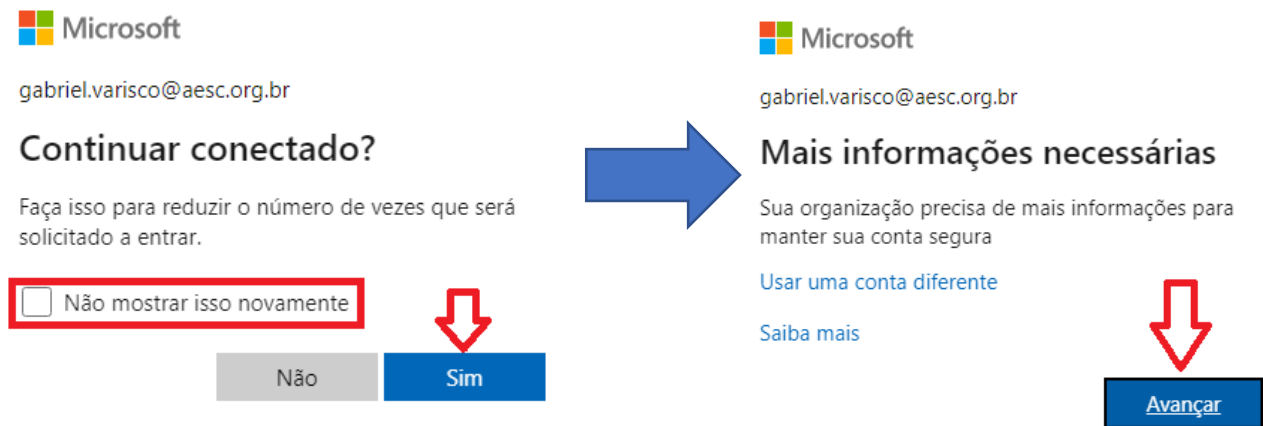 Microsoft
gabriel.varisco@aesc.org.br
Continuar conectado?
Faça isso para reduzir o número de vezes que será
solicitado a entrar.
Não mostrar isso novamente
Não
Sim
Microsoft
gabriel.varisco@aesc.org.br
Mais informações necessárias
Sua organização precisa de mais informações para
manter sua conta segura
Usar uma conta diferente
Saiba mais
Avançar